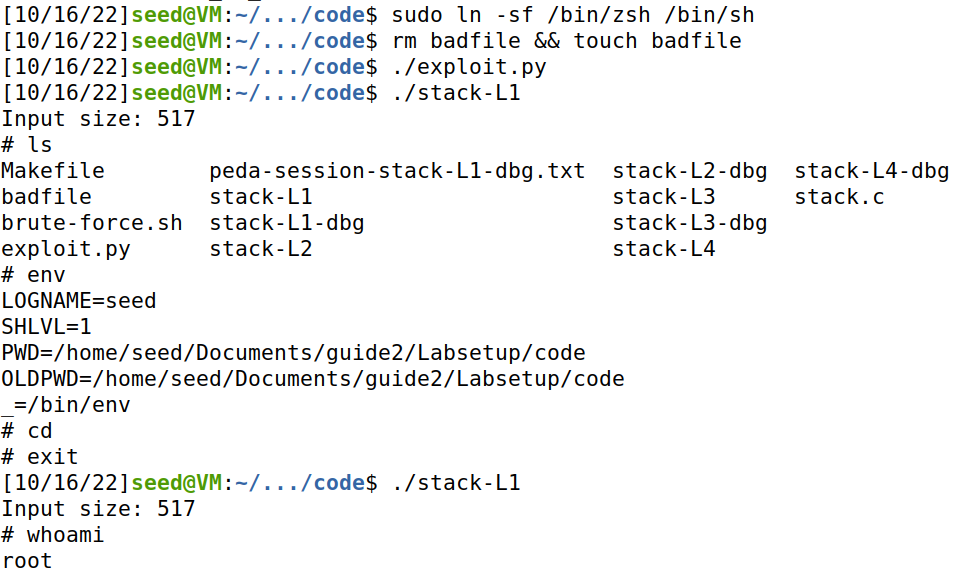 [10/16/22]seed@VM:~/.../code$ sudo ln -sf /bin/zsh /bin/sh
[10/16/22]seed@VM:~/.../code$ rm badfile && touch badfile
[10/16/22]seed@VM:~/.../code$ ./exploit.py
[10/16/22]seed@VM:~/.../code$ ./stack-L1
Input size: 517
# ls
Makefile        peda-session-stack-L1-dbg.txt  stack-L2-dbg  stack-L4-dbg
badfile         stack-L1                       stack-L3      stack.c
brute-force.sh  stack-L1-dbg                   stack-L3-dbg
exploit.py      stack-L2                       stack-L4
# env
LOGNAME=seed
SHLVL=1
PWD=/home/seed/Documents/guide2/Labsetup/code
OLDPWD=/home/seed/Documents/guide2/Labsetup/code
_=/bin/env
# cd
# exit
[10/16/22]seed@VM:~/.../code$ ./stack-L1
Input size: 517
# whoami
root